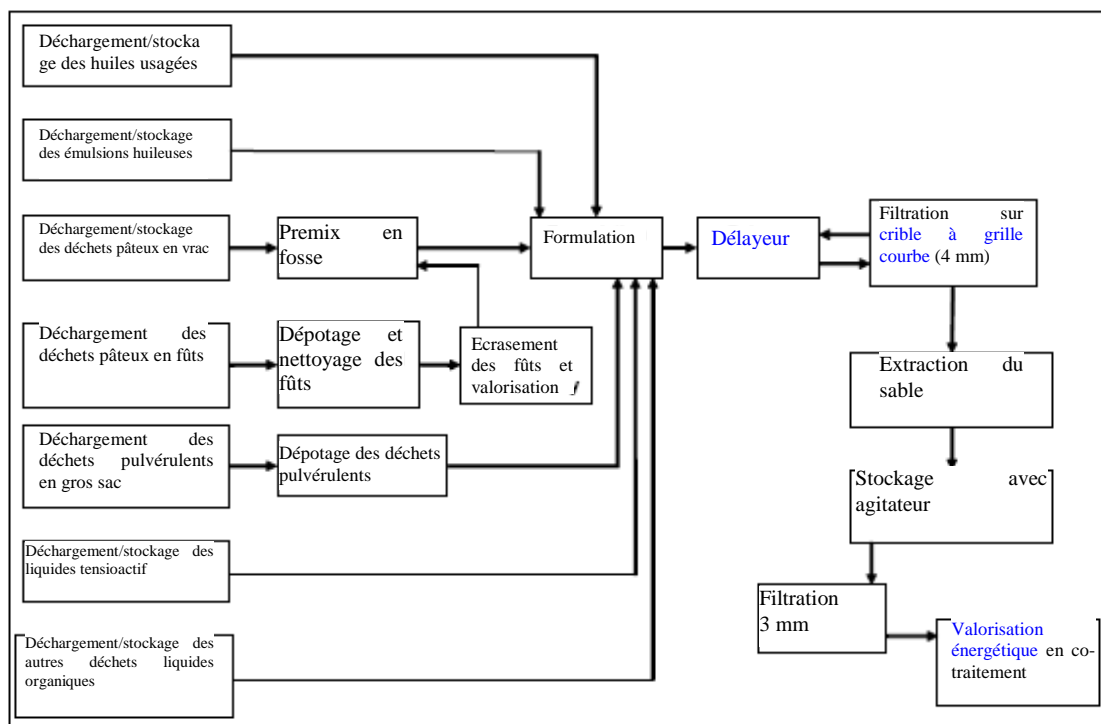 Déchargement/stocka
ge des huiles usagées
Déchargement/stockage
des émulsions huileuses
Déchargement/stockage
des déchets pâteux en vrac
Premix en
fosse
Formulation
Délayeur
Filtration sur
crible à grille
courbe (4 mm)
Déchargement des
déchets pâteux en fûts
Dépotage et
nettoyage des
fûts
Ecrasement
des fûts et
valorisation f
Extraction du
sable
Déchargement des
déchets pulvérulents
en gros sac
Dépotage des déchets
pulvérulents
Stockage avec
agitateur
Déchargement/stockage des
liquides tensioactif
Filtration
3 mm
Déchargement/stockage des
autres déchets liquides
organiques
Valorisation
énergétique en co-
traitement